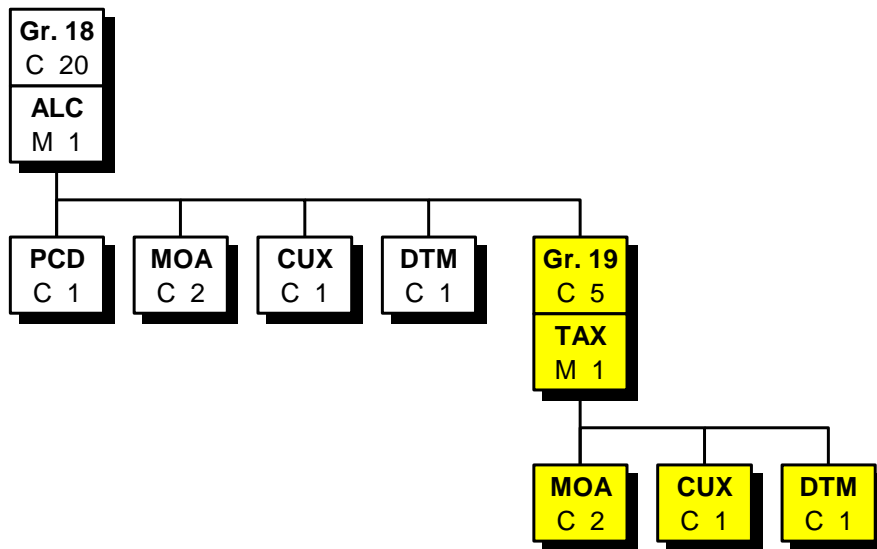 Gr. 18
C 20
ALC
M 1
PCD
C 1
MOA
C 2
CUX
C 1
DTM
C 1
Gr. 19
C 5
TAX
M 1
MOA
C 2
CUX
C 1
DTM
C 1